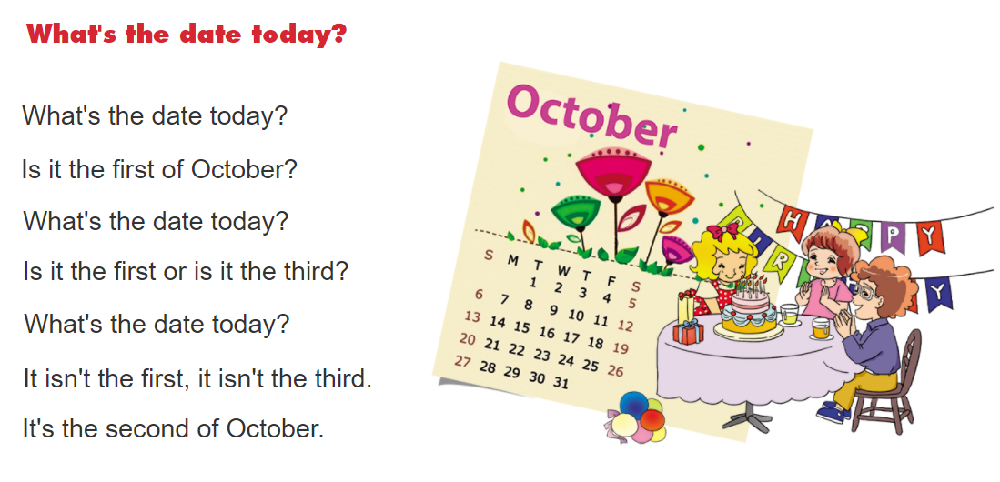 What's the date today?
What's the date today?
Is it the first of October?
What's the date today?
Is it the first or is it the third?
What's the date today?
It isn't the first, it isn't the third.
It's the second of October.
October
S M T W T F S
1 2 3 4 5
6 7 8 9 10 11 12
13 14 15 16 17 18 19
20 21 22 23 24 25 26
27 28 29 30 31
HAPPY